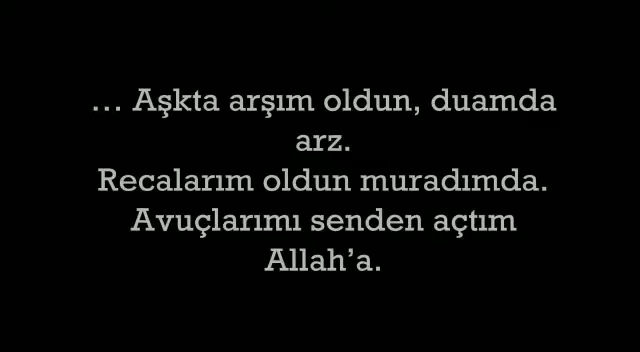 … Aşkta arşım oldun, duamda
arz.
Recalarım oldun muradımda.
Avuçlarımı senden açtım
Allah’a.